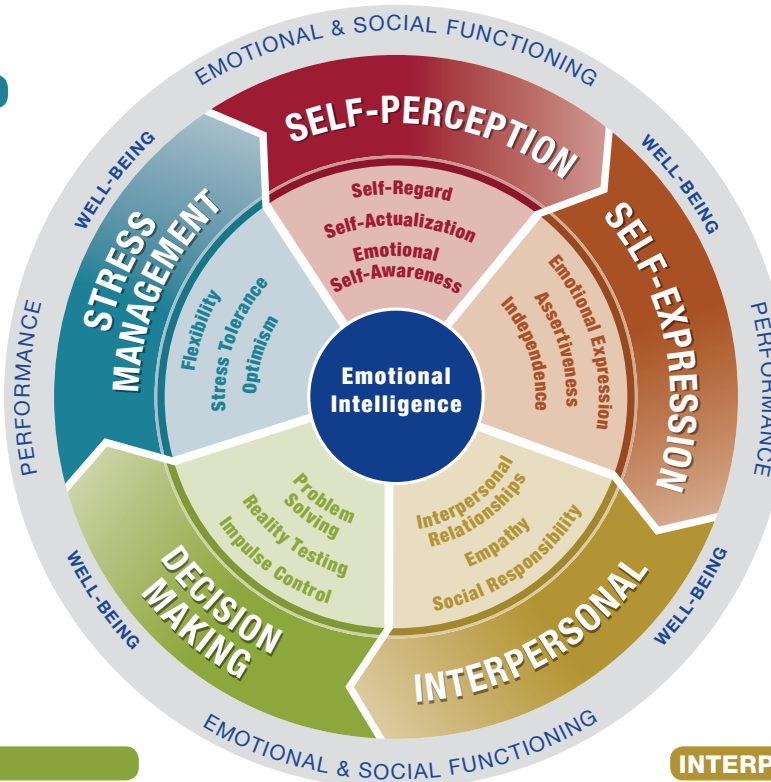 EMOTIONAL & SOCIAL FUNCTIONING
WELL-BEING
WELL-BEING
PERFORMANCE
PERFORMANCE
WELL-BEING
WELL-BEING
EMOTIONAL & SOCIAL FUNCTIONING
SELF-PERCEPTION
Self-Regard
Self-Actualization
Emotional
Self-Awareness
SELF-EXPRESSION
Emotional Expression
Assertiveness
Independence
INTERPERSONAL
Interpersonal
Relationships
Empathy
Social Responsibility
DECISION
MAKING
Problem
Solving
Reality Testing
Impulse Control
STRESS
MANAGEMENT
Flexibility
Stress Tolerance
Optimism
Emotional
Intelligence
INTERP